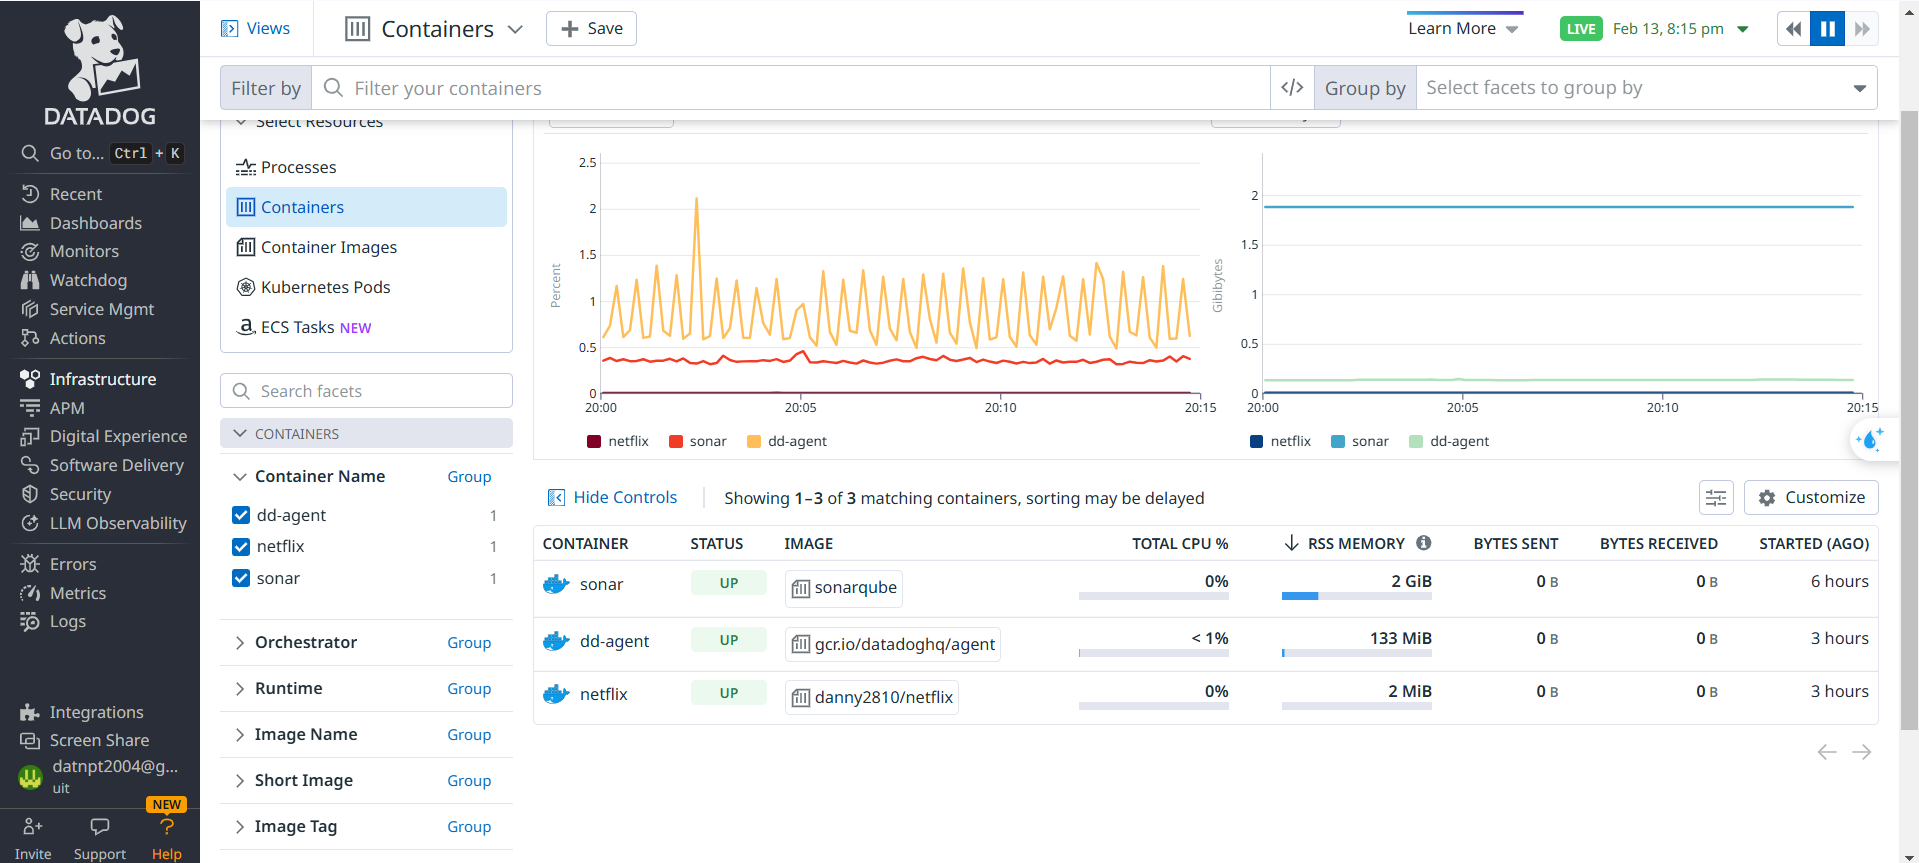 DATADOG
Go to... Ctrl + K
Recent
Dashboards
Monitors
Watchdog
Service Mgmt
Actions
Infrastructure
APM
Digital Experience
Software Delivery
Security
LLM Observability
Errors
Metrics
Logs
Integrations
Screen Share
datnpt2004@g...
uit
NEW
Invite
Support
Help
Views
Containers
Save
Learn More
LIVE
Feb 13, 8:15 pm
Filter by
Filter your containers
</>
Group by
Select facets to group by
Select Resources
Processes
Containers
Container Images
Kubernetes Pods
ECS Tasks NEW
Search facets
CONTAINERS
Container Name Group
dd-agent 1
netflix 1
sonar 1
Orchestrator Group
Runtime Group
Image Name Group
Short Image Group
Image Tag Group
Percent
2.5
2
1.5
1
0.5
0
20:00 20:05 20:10 20:15
netflix sonar dd-agent
Gibibytes
2
1.5
1
0.5
0
20:00 20:05 20:10 20:15
netflix sonar dd-agent
Hide Controls
Showing 1–3 of 3 matching containers, sorting may be delayed
Customize
CONTAINER STATUS IMAGE TOTAL CPU % RSS MEMORY BYTES SENT BYTES RECEIVED STARTED (AGO)
sonar UP sonarqube 0% 2 GiB 0 B 0 B 6 hours
dd-agent UP gcr.io/datadoghq/agent < 1% 133 MiB 0 B 0 B 3 hours
netflix UP danny2810/netflix 0% 2 MiB 0 B 0 B 3 hours